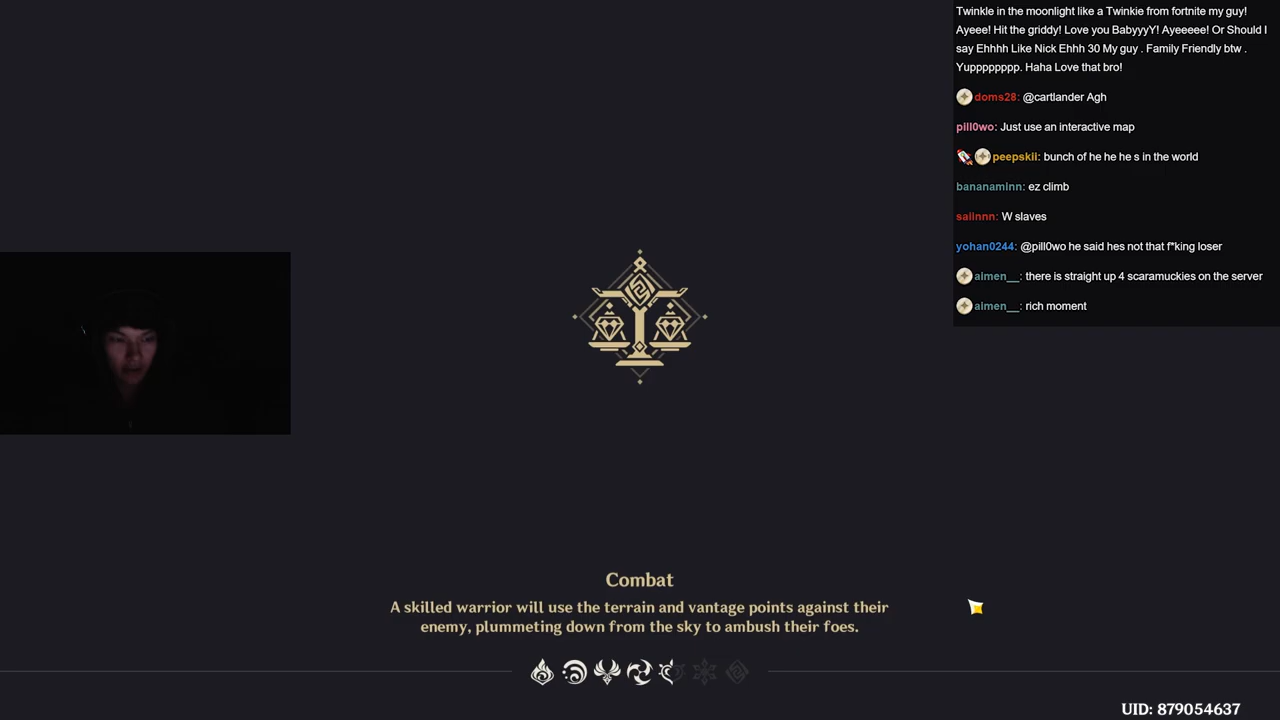 Twinkle in the moonlight like a Twinkie from fortnite my guy!
Ayeee! Hit the griddy! Love you BabyyyY! Ayeeeee! Or Should I
say Ehhhh Like Nick Ehhh 30 My guy . Family Friendly btw .
Yupppppppp. Haha Love that bro!
doms28: @cartlander Agh
pill0wo: Just use an interactive map
peepskii: bunch of he he he s in the world
bananam1nn: ez climb
sailnnn: W slaves
yohan0244: @pill0wo he said hes not that f*king loser
aimen__: there is straight up 4 scaramuckies on the server
aimen__: rich moment
Combat
A skilled warrior will use the terrain and vantage points against their
enemy, plummeting down from the sky to ambush their foes.
UID: 879054637